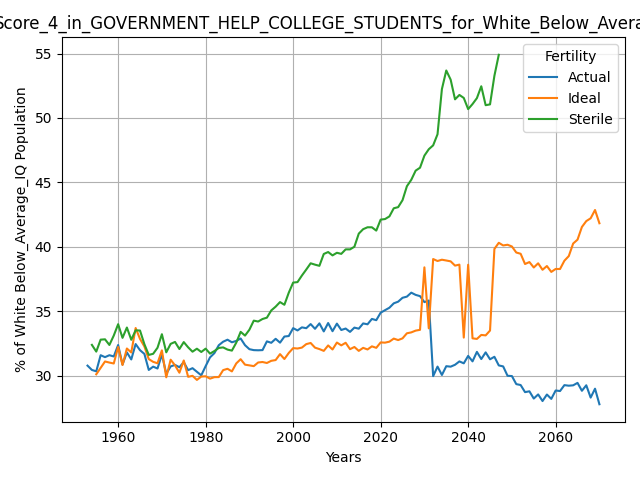 Score_4_in_GOVERNMENT_HELP_COLLEGE_STUDENTS_for_White_Below_Avera
% of White Below_Average_IQ Population
55
50
45
40
35
30
Fertility
Actual
Ideal
Sterile
1960 1980 2000 2020 2040 2060
Years